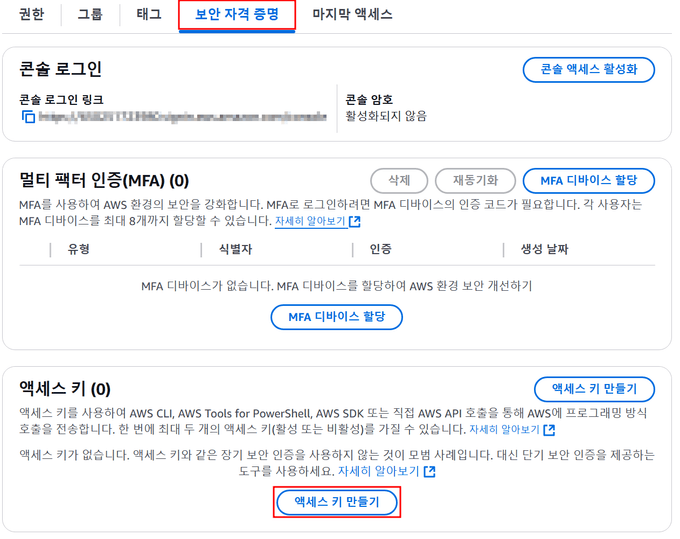 권한 그룹 태그 보안 자격 증명 마지막 액세스
콘솔 로그인
콘솔 액세스 활성화
콘솔 로그인 링크
콘솔 암호
활성화되지 않음
멀티 팩터 인증(MFA) (0)
삭제 재동기화 MFA 디바이스 할당
MFA를 사용하여 AWS 환경의 보안을 강화합니다. MFA로 로그인하려면 MFA 디바이스의 인증 코드가 필요합니다. 각 사용자는
MFA 디바이스를 최대 8개까지 할당할 수 있습니다. 자세히 알아보기
유형 식별자 인증 생성 날짜
MFA 디바이스가 없습니다. MFA 디바이스를 할당하여 AWS 환경 보안 개선하기
MFA 디바이스 할당
액세스 키 (0)
액세스 키 만들기
액세스 키를 사용하여 AWS CLI, AWS Tools for PowerShell, AWS SDK 또는 직접 AWS API 호출을 통해 AWS에 프로그래밍 방식
호출을 전송합니다. 한 번에 최대 두 개의 액세스 키(활성 또는 비활성)를 가질 수 있습니다. 자세히 알아보기
액세스 키가 없습니다. 액세스 키와 같은 장기 보안 인증을 사용하지 않는 것이 모범 사례입니다. 대신 단기 보안 인증을 제공하는
도구를 사용하세요. 자세히 알아보기
액세스 키 만들기